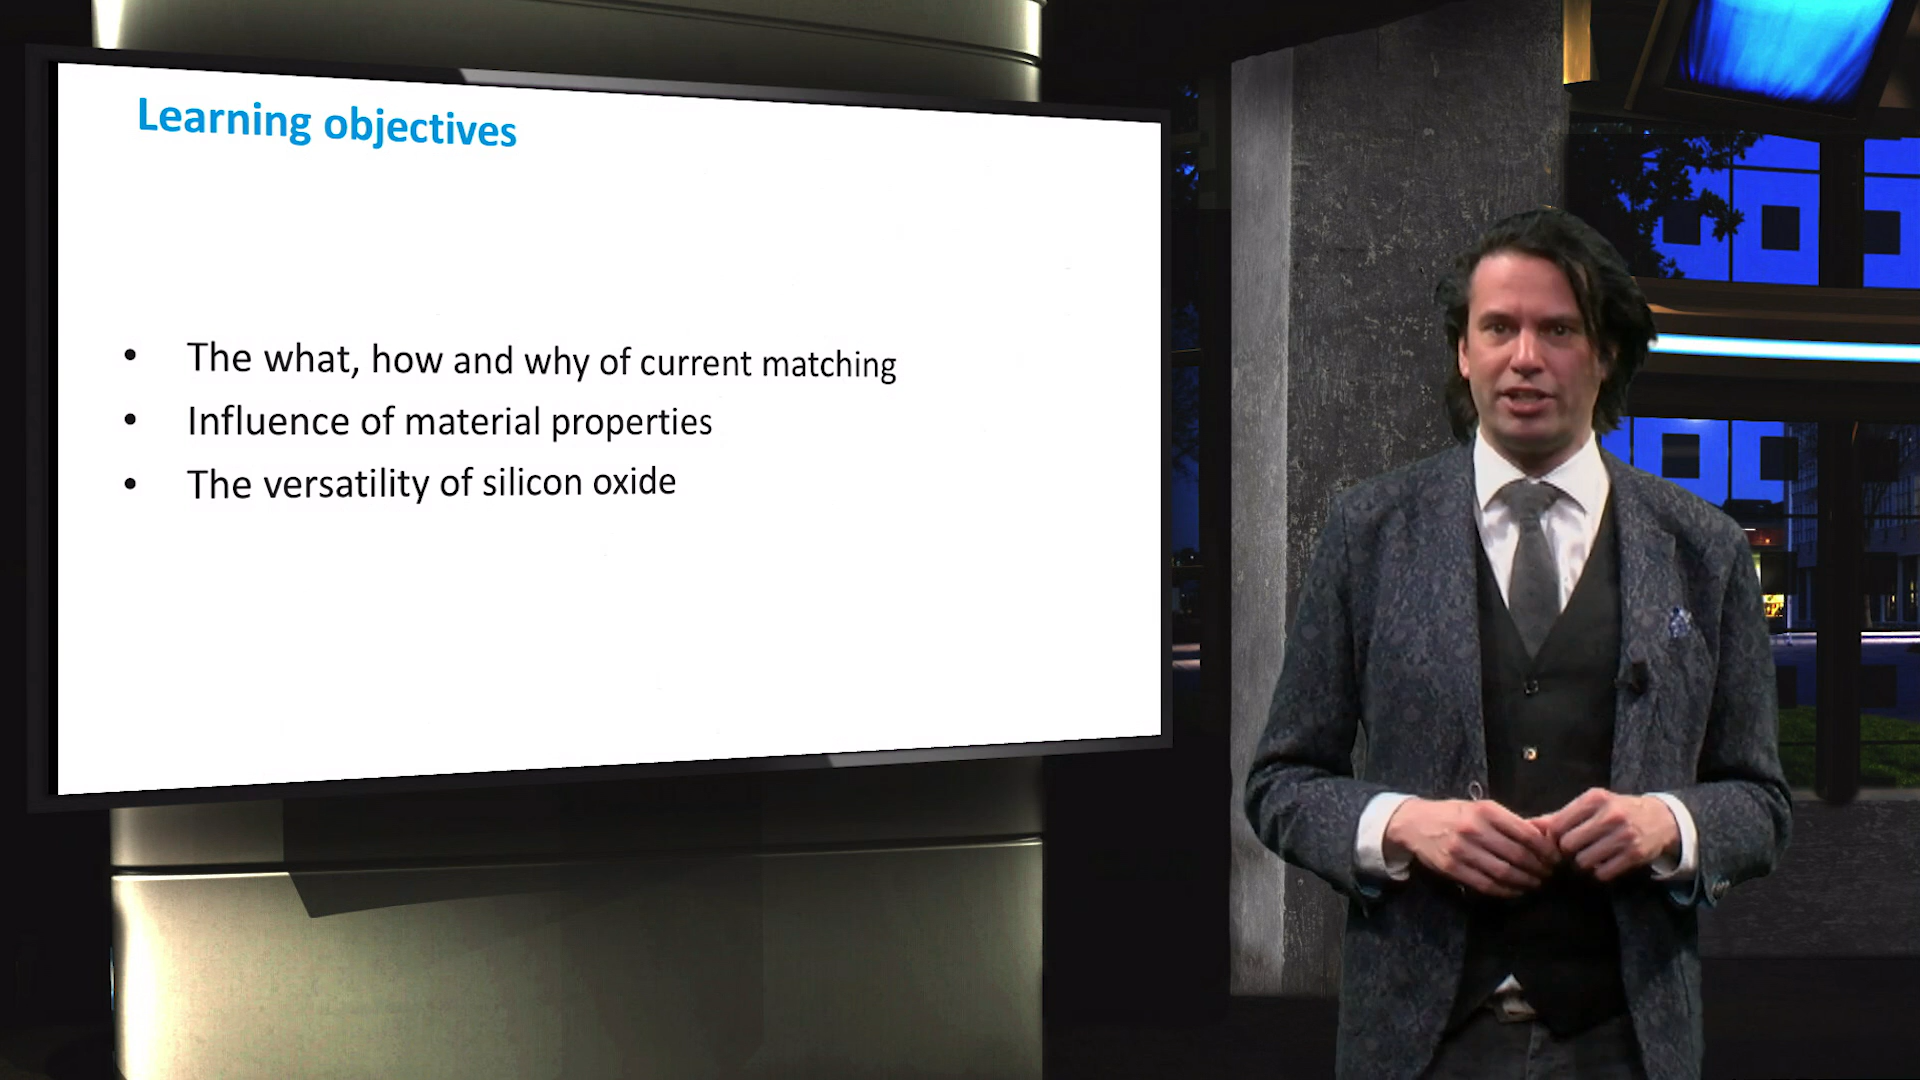 Learning objectives
• The what, how and why of current matching
• Influence of material properties
• The versatility of silicon oxide